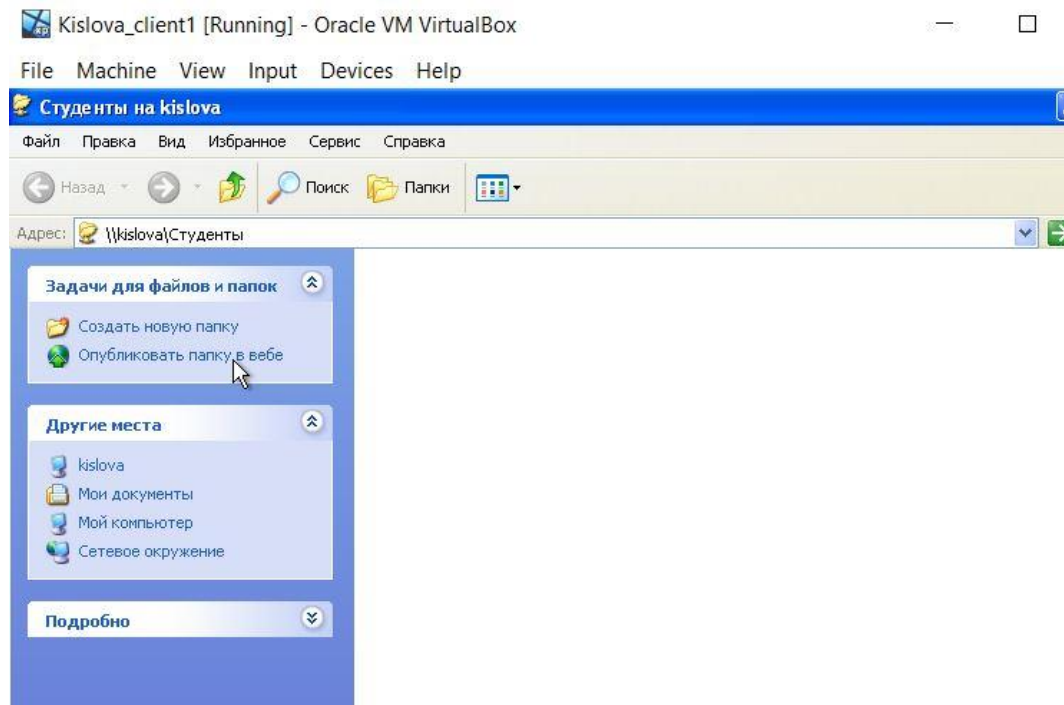 Kislova_client1 [Running] - Oracle VM VirtualBox
File Machine View Input Devices Help
Студенты на kislova
Файл Правка Вид Избранное Сервис Справка
Назад Поиск Папки
Адрес: \\kislova\Студенты
Задачи для файлов и папок
Создать новую папку
Опубликовать папку в вебе
Другие места
kislova
Мои документы
Мой компьютер
Сетевое окружение
Подробно